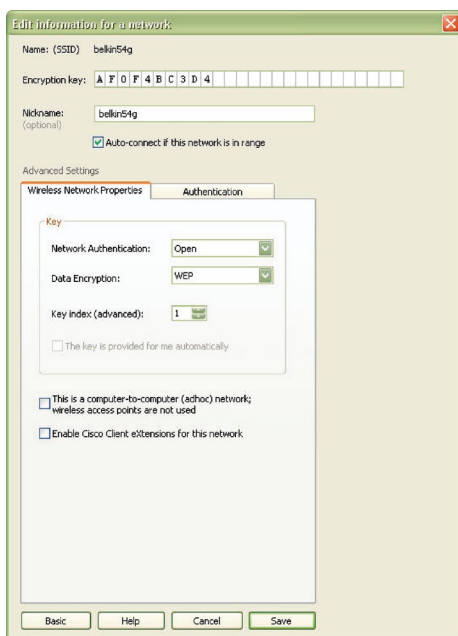 Edit information for a network
Name: (SSID) belkin54g
Encryption key: A F 0 F 4 B C 3 D 4
Nickname: belkin54g
(optional)
Auto-connect if this network is in range
Advanced Settings
Wireless Network Properties Authentication
Key
Network Authentication: Open
Data Encryption: WEP
Key index (advanced): 1
The key is provided for me automatically
This is a computer-to-computer (adhoc) network;
wireless access points are not used
Enable Cisco Client eXtensions for this network
Basic Help Cancel Save